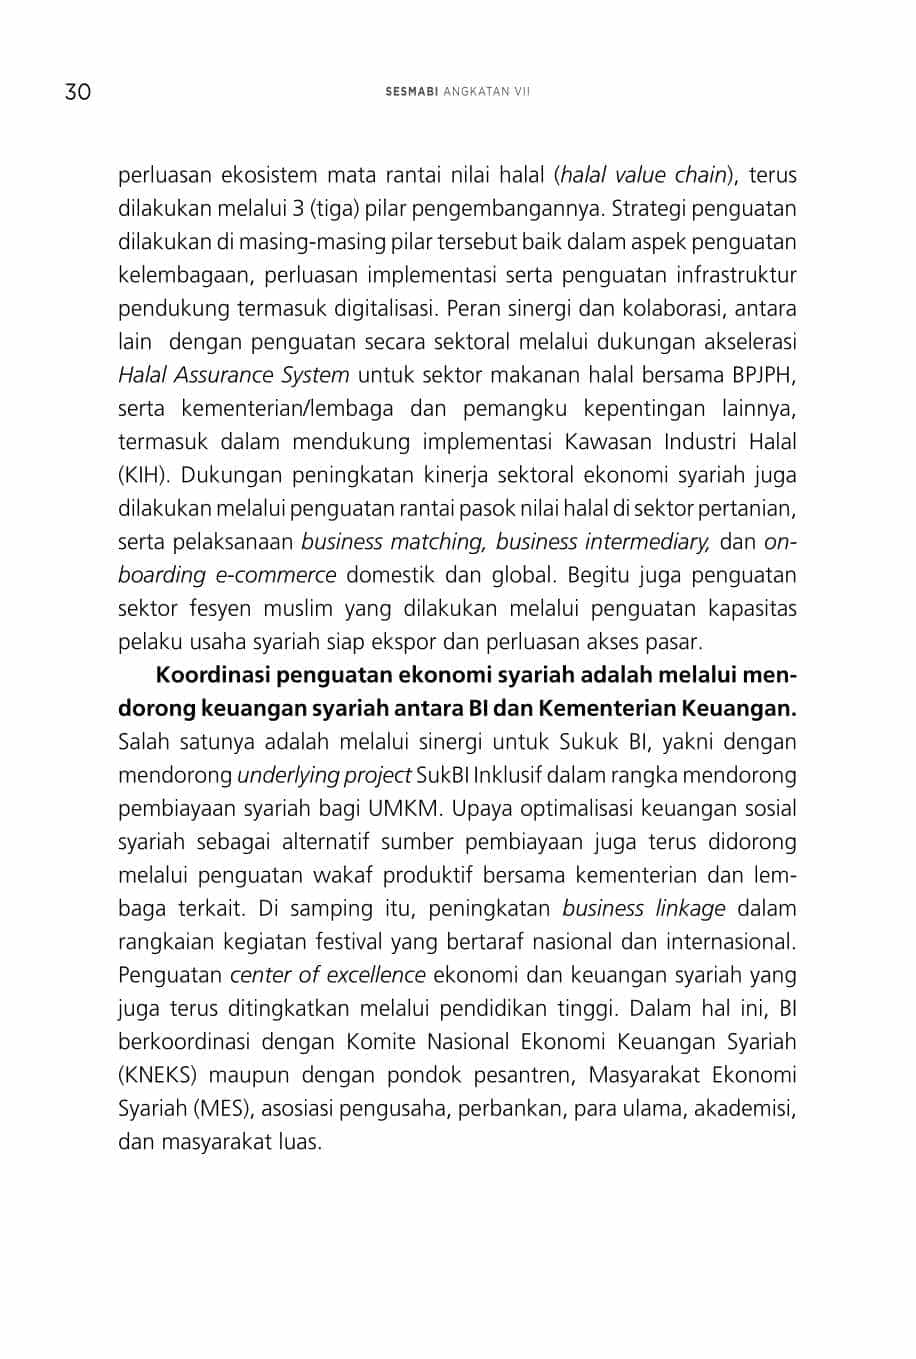 30
SESMABI ANGKATAN VII
perluasan ekosistem mata rantai nilai halal (halal value chain), terus
dilakukan melalui 3 (tiga) pilar pengembangannya. Strategi penguatan
dilakukan di masing-masing pilar tersebut baik dalam aspek penguatan
kelembagaan, perluasan implementasi serta penguatan infrastruktur
pendukung termasuk digitalisasi. Peran sinergi dan kolaborasi, antara
lain dengan penguatan secara sektoral melalui dukungan akselerasi
Halal Assurance System untuk sektor makanan halal bersama BPJPH,
serta kementerian/lembaga dan pemangku kepentingan lainnya,
termasuk dalam mendukung implementasi Kawasan Industri Halal
(KIH). Dukungan peningkatan kinerja sektoral ekonomi syariah juga
dilakukan melalui penguatan rantai pasok nilai halal di sektor pertanian,
serta pelaksanaan business matching, business intermediary, dan on-
boarding e-commerce domestik dan global. Begitu juga penguatan
sektor fesyen muslim yang dilakukan melalui penguatan kapasitas
pelaku usaha syariah siap ekspor dan perluasan akses pasar.
Koordinasi penguatan ekonomi syariah adalah melalui men-
dorong keuangan syariah antara BI dan Kementerian Keuangan.
Salah satunya adalah melalui sinergi untuk Sukuk BI, yakni dengan
mendorong underlying project SukBI Inklusif dalam rangka mendorong
pembiayaan syariah bagi UMKM. Upaya optimalisasi keuangan sosial
syariah sebagai alternatif sumber pembiayaan juga terus didorong
melalui penguatan wakaf produktif bersama kementerian dan lem-
baga terkait. Di samping itu, peningkatan business linkage dalam
rangkaian kegiatan festival yang bertaraf nasional dan internasional.
Penguatan center of excellence ekonomi dan keuangan syariah yang
juga terus ditingkatkan melalui pendidikan tinggi. Dalam hal ini, BI
berkoordinasi dengan Komite Nasional Ekonomi Keuangan Syariah
(KNEKS) maupun dengan pondok pesantren, Masyarakat Ekonomi
Syariah (MES), asosiasi pengusaha, perbankan, para ulama, akademisi,
dan masyarakat luas.